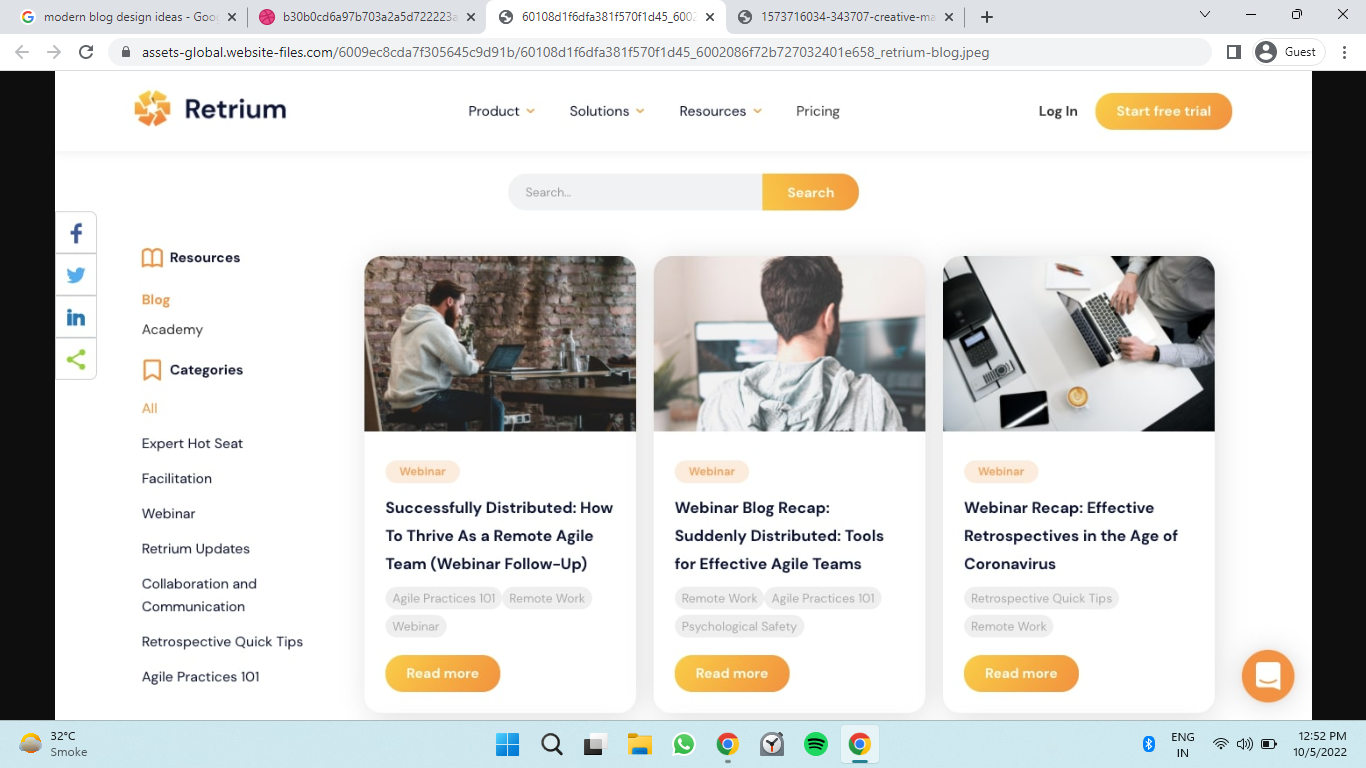 modern blog design ideas - Goo
b30b0cd6a97b703a2a5d722223a
60108d1f6dfa381f570f1d45_6002
1573716034-343707-creative-ma
assets-global.website-files.com/6009ec8cda7f305645c9d91b/60108d1f6dfa381f570f1d45_6002086f72b727032401e658_retrium-blog.jpeg
Guest
Retrium
Product
Solutions
Resources
Pricing
Log In
Start free trial
Search...
Search
Resources
Blog
Academy
Categories
All
Expert Hot Seat
Facilitation
Webinar
Retrium Updates
Collaboration and
Communication
Retrospective Quick Tips
Agile Practices 101
Webinar
Successfully Distributed: How
To Thrive As a Remote Agile
Team (Webinar Follow-Up)
Agile Practices 101
Remote Work
Webinar
Read more
Webinar
Webinar Blog Recap:
Suddenly Distributed: Tools
for Effective Agile Teams
Remote Work
Agile Practices 101
Psychological Safety
Read more
Webinar
Webinar Recap: Effective
Retrospectives in the Age of
Coronavirus
Retrospective Quick Tips
Remote Work
Read more
32°C
Smoke
ENG
IN
12:52 PM
10/5/2022